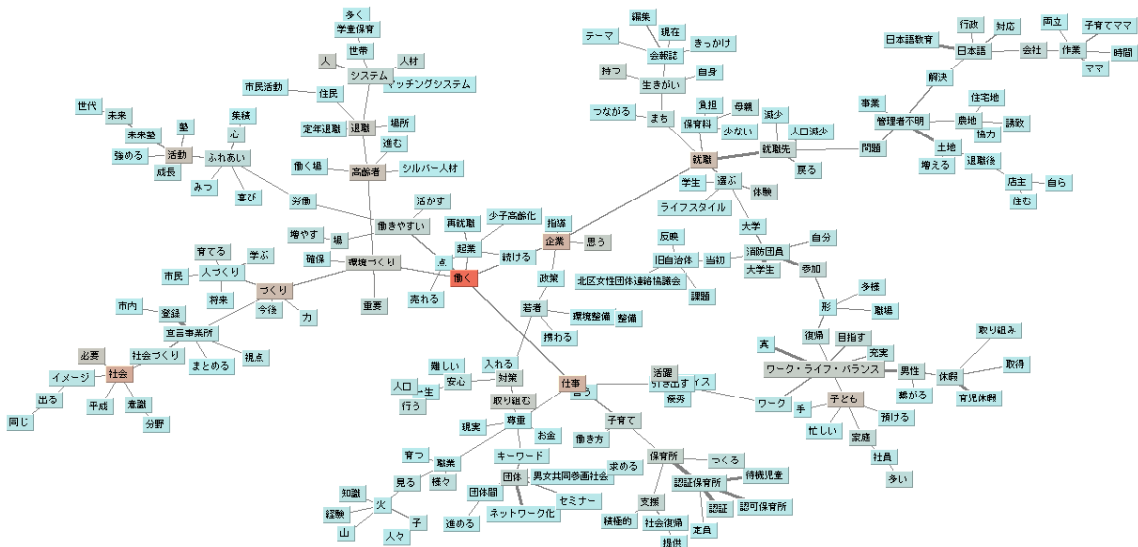 多く
学童保育
世帯
人
システム
人材
マッチングシステム
市民活動
住民
定年退職
退職
場所
進む
働く場
高齢者
シルバー人材
世代
未来
未来塾
塾
集積
心
強める
活動
ふれあい
成長
みつ
喜び
労働
活かす
増やす
場
働きやすい
確保
環境づくり
重要
再就職
少子高齢化
起業
点
働く
続ける
売れる
指導
企業
思う
政策
若者
環境整備
整備
携わる
育てる
学ぶ
市民
人づくり
将来
づくり
今後
力
市内
登録
宣言事業所
視点
まとめる
必要
社会づくり
イメージ
社会
出る
同じ
平成
意識
分野
編集
テーマ
現在
会報誌
きっかけ
持つ
生きがい
自身
つながる
まち
負担
保育料
母親
少ない
減少
人口減少
就職
就職先
戻る
学生
選ぶ
体験
ライフスタイル
大学
反映
旧自治体
当初
消防団員
自分
大学生
参加
北区女性団体連絡協議会
課題
形
多様
職場
復帰
目指す
真
充実
ワーク・ライフ・バランス
男性
休暇
取り組み
取得
育児休暇
繋がる
ワーク
手
子ども
預ける
忙しい
家庭
社員
多い
行政
対応
日本語教育
日本語
会社
作業
両立
子育てママ
時間
ママ
解決
事業
管理者不明
住宅地
農地
誘致
協力
問題
土地
増える
退職後
店主
自ら
住む
難しい
入れる
人口
安心
対策
行う
取り組む
仕事
活躍
引き出す
優秀
現実
尊重
お金
子育て
働き方
育つ
職業
キーワード
様々
見る
団体
男女共同参画社会
求める
団体間
セミナー
ネットワーク化
進める
知識
火
経験
山
子
人々
保育所
つくる
認証保育所
待機児童
認証
認可保育所
支援
積極的
社会復帰
定員
提供